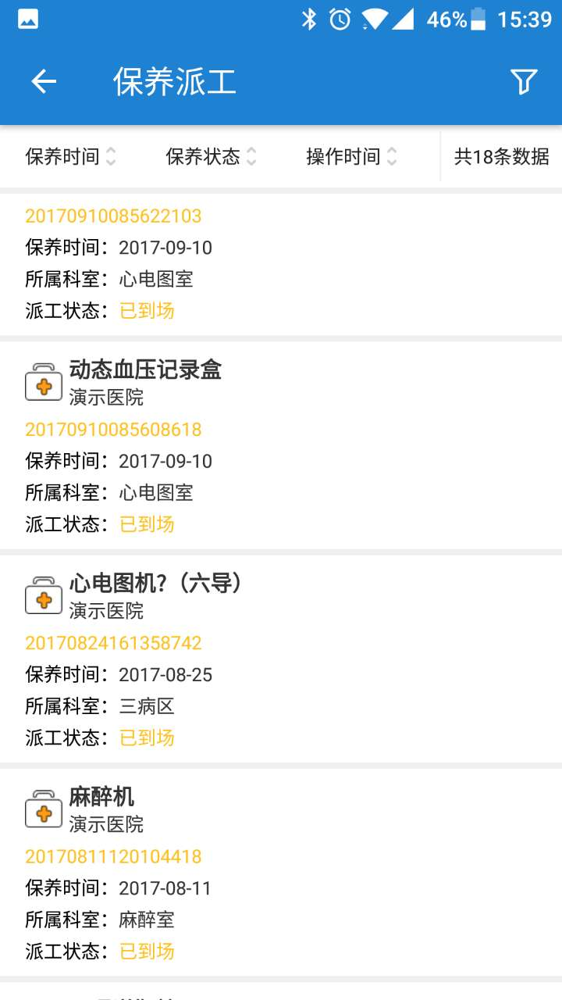 46% 15:39
保养派工
保养时间 保养状态 操作时间 共18条数据
20170910085622103
保养时间：2017-09-10
所属科室：心电图室
派工状态：已到场
动态血压记录盒
演示医院
20170910085608618
保养时间：2017-09-10
所属科室：心电图室
派工状态：已到场
心电图机?（六导）
演示医院
20170824161358742
保养时间：2017-08-25
所属科室：三病区
派工状态：已到场
麻醉机
演示医院
20170811120104418
保养时间：2017-08-11
所属科室：麻醉室
派工状态：已到场